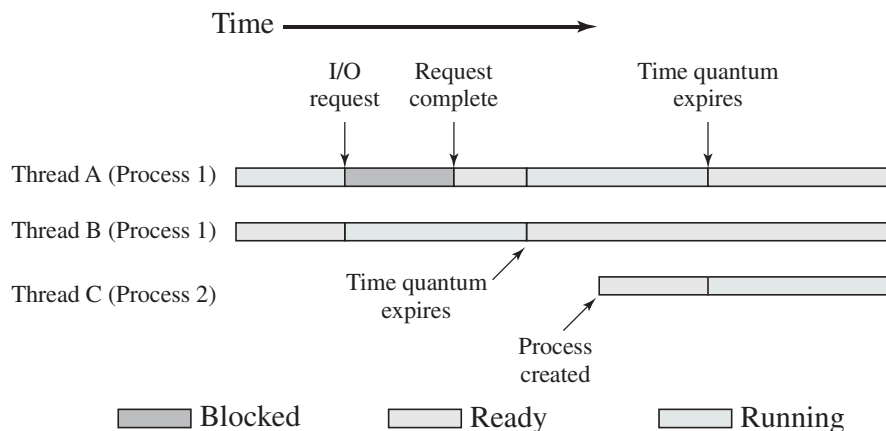 Time
I/O
request
Request
complete
Time quantum
expires
Thread A (Process 1)
Thread B (Process 1)
Time quantum
expires
Thread C (Process 2)
Process
created
Blocked
Ready
Running